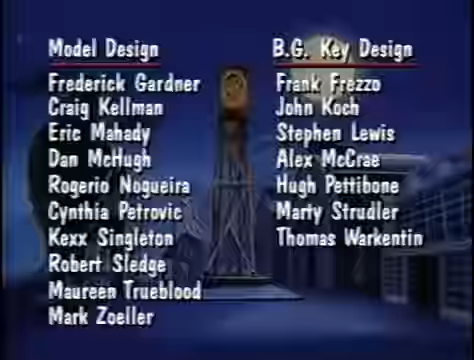 Model Design
Frederick Gardner
Craig Kellman
Eric Mahady
Dan McHugh
Rogerio Nogueira
Cynthia Petrovic
Kexx Singleton
Robert Sledge
Maureen Trueblood
Mark Zoeller
B.G. Key Design
Frank Frezzo
John Koch
Stephen Lewis
Alex McCrae
Hugh Pettibone
Marty Strudler
Thomas Warkentin